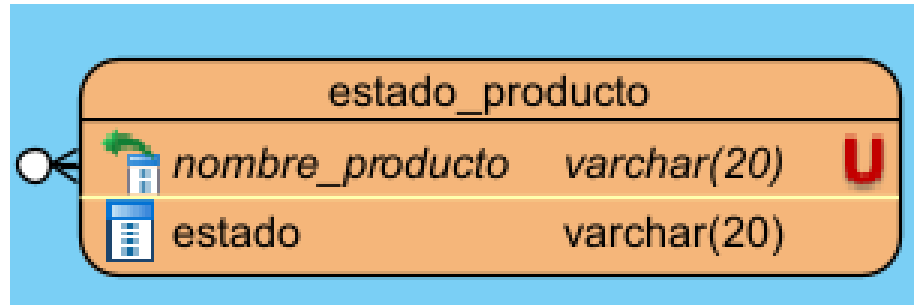 estado_producto
nombre_producto varchar(20) U
estado varchar(20)